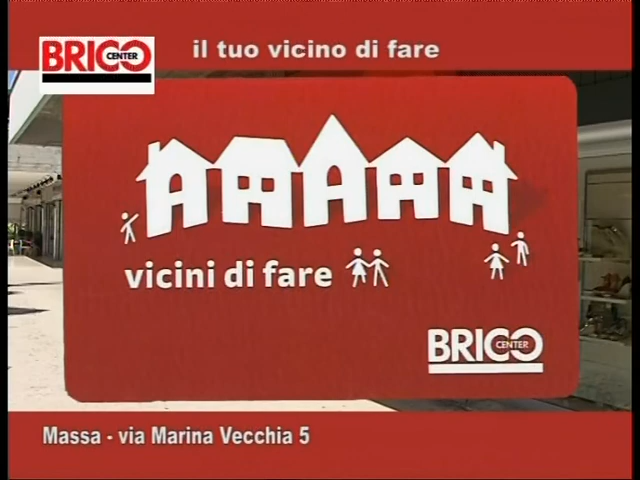 BRICO
CENTER
il tuo vicino di fare
vicini di fare
BRICO
CENTER
Massa - via Marina Vecchia 5